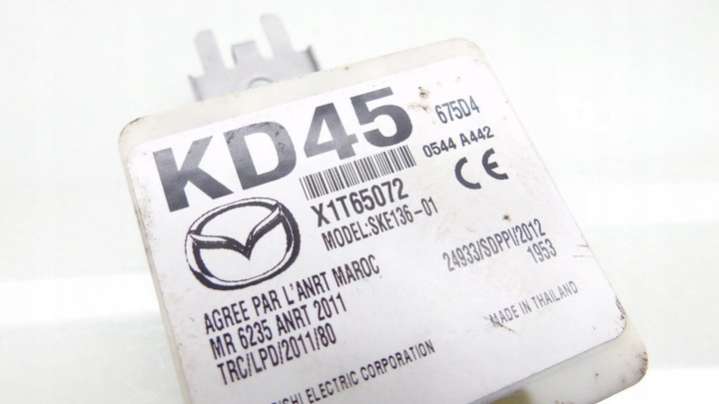 KD45 675D4
0544 A442
X1T65072 CE
MODEL:SKE136-01
AGREE PAR L'ANRT MAROC 24933/SDPPI/2012
MR 6235 ANRT 2011 1953
TRC/LPD/2011/80 MADE IN THAILAND
ELECTRIC CORPORATION